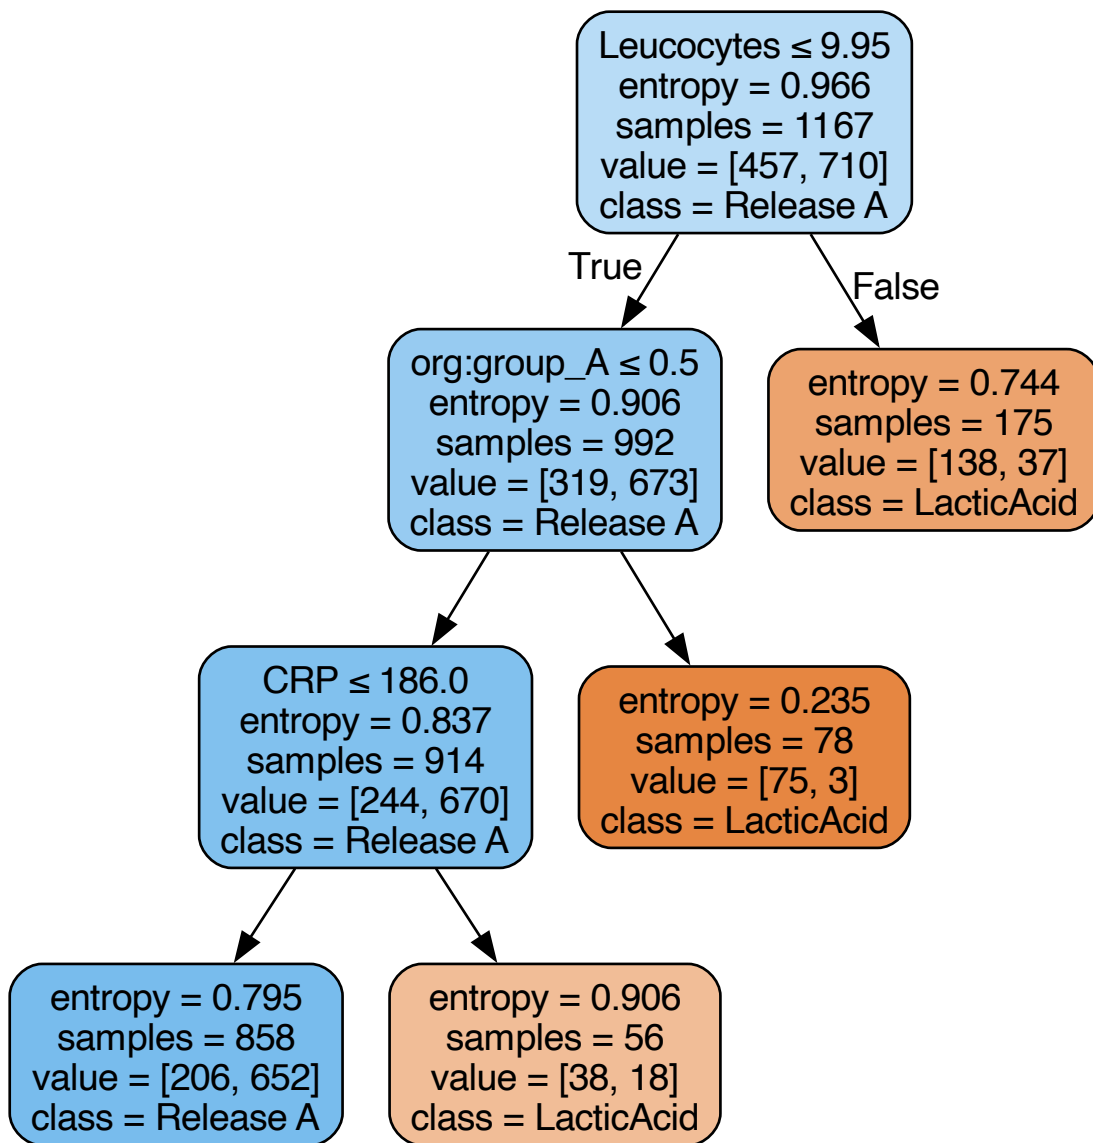 Leucocytes ≤ 9.95
entropy = 0.966
samples = 1167
value = [457, 710]
class = Release A
True
False
org:group_A ≤ 0.5
entropy = 0.906
samples = 992
value = [319, 673]
class = Release A
entropy = 0.744
samples = 175
value = [138, 37]
class = LacticAcid
CRP ≤ 186.0
entropy = 0.837
samples = 914
value = [244, 670]
class = Release A
entropy = 0.235
samples = 78
value = [75, 3]
class = LacticAcid
entropy = 0.795
samples = 858
value = [206, 652]
class = Release A
entropy = 0.906
samples = 56
value = [38, 18]
class = LacticAcid